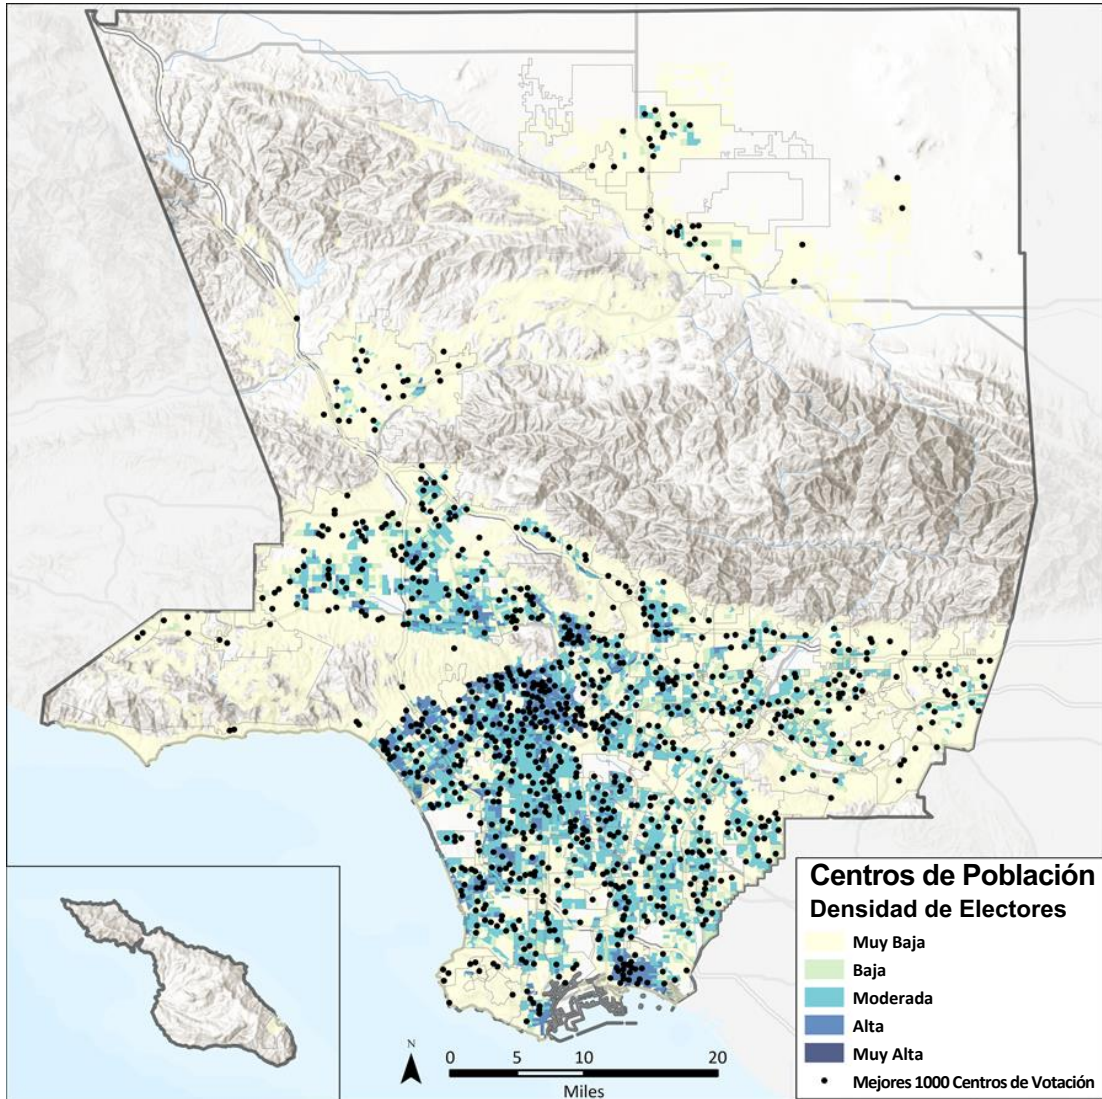 Centros de Población
Densidad de Electores
Muy Baja
Baja
Moderada
Alta
Muy Alta
Mejores 1000 Centros de Votación
N
0 5 10 20
Miles